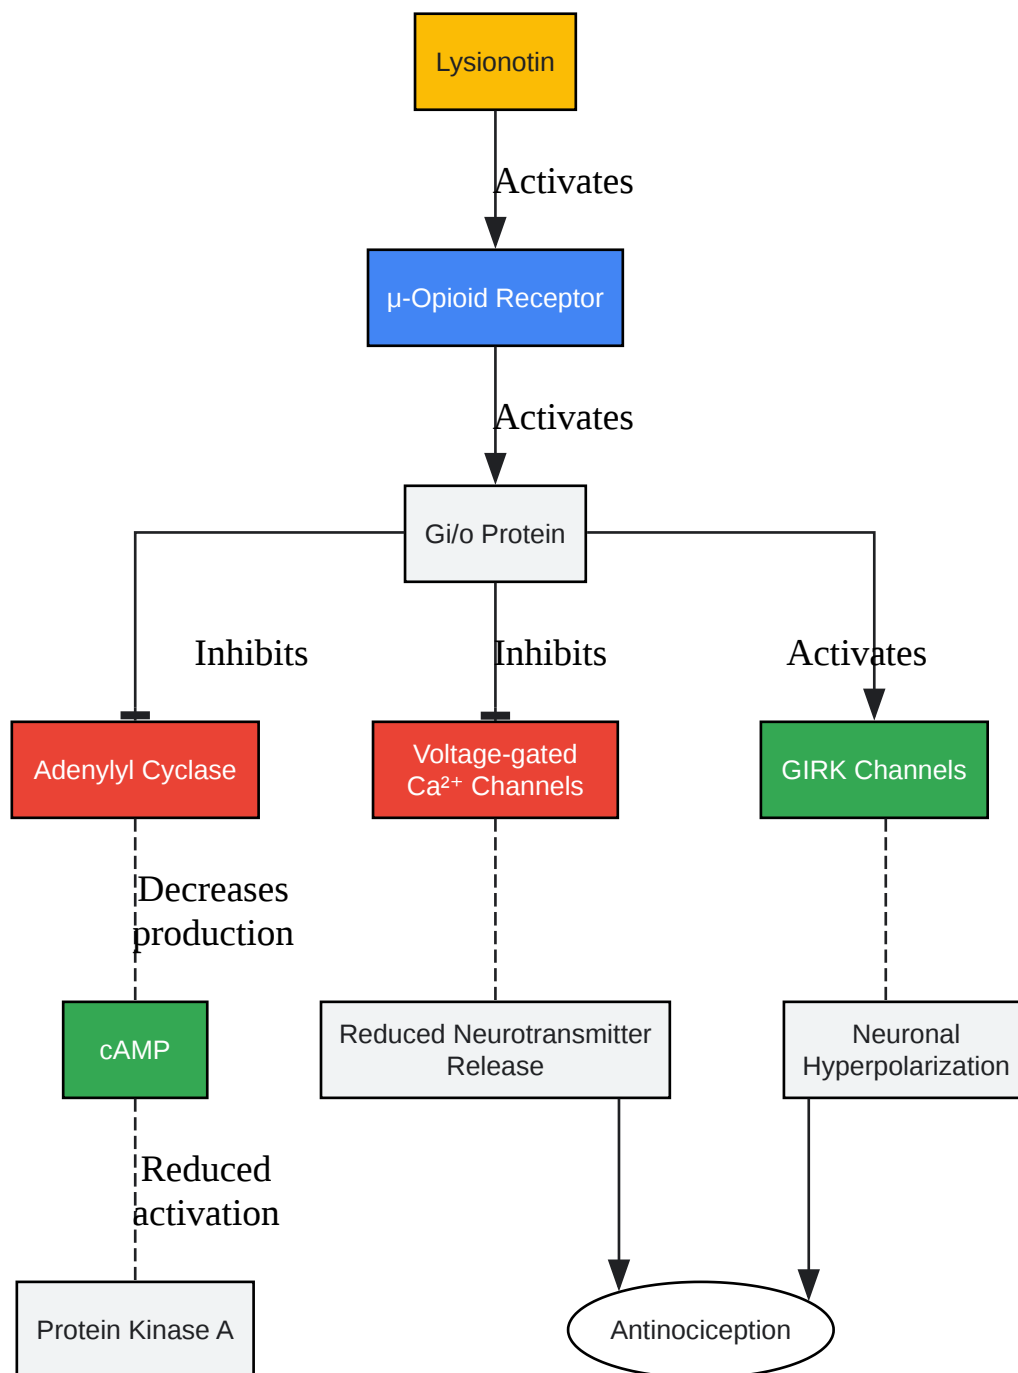 Lysionotin
Activates
μ-Opioid Receptor
Activates
Gi/o Protein
Inhibits
Inhibits
Activates
Adenylyl Cyclase
Voltage-gated
Ca²⁺ Channels
GIRK Channels
Decreases
production
cAMP
Reduced Neurotransmitter
Release
Neuronal
Hyperpolarization
Reduced
activation
Protein Kinase A
Antinociception